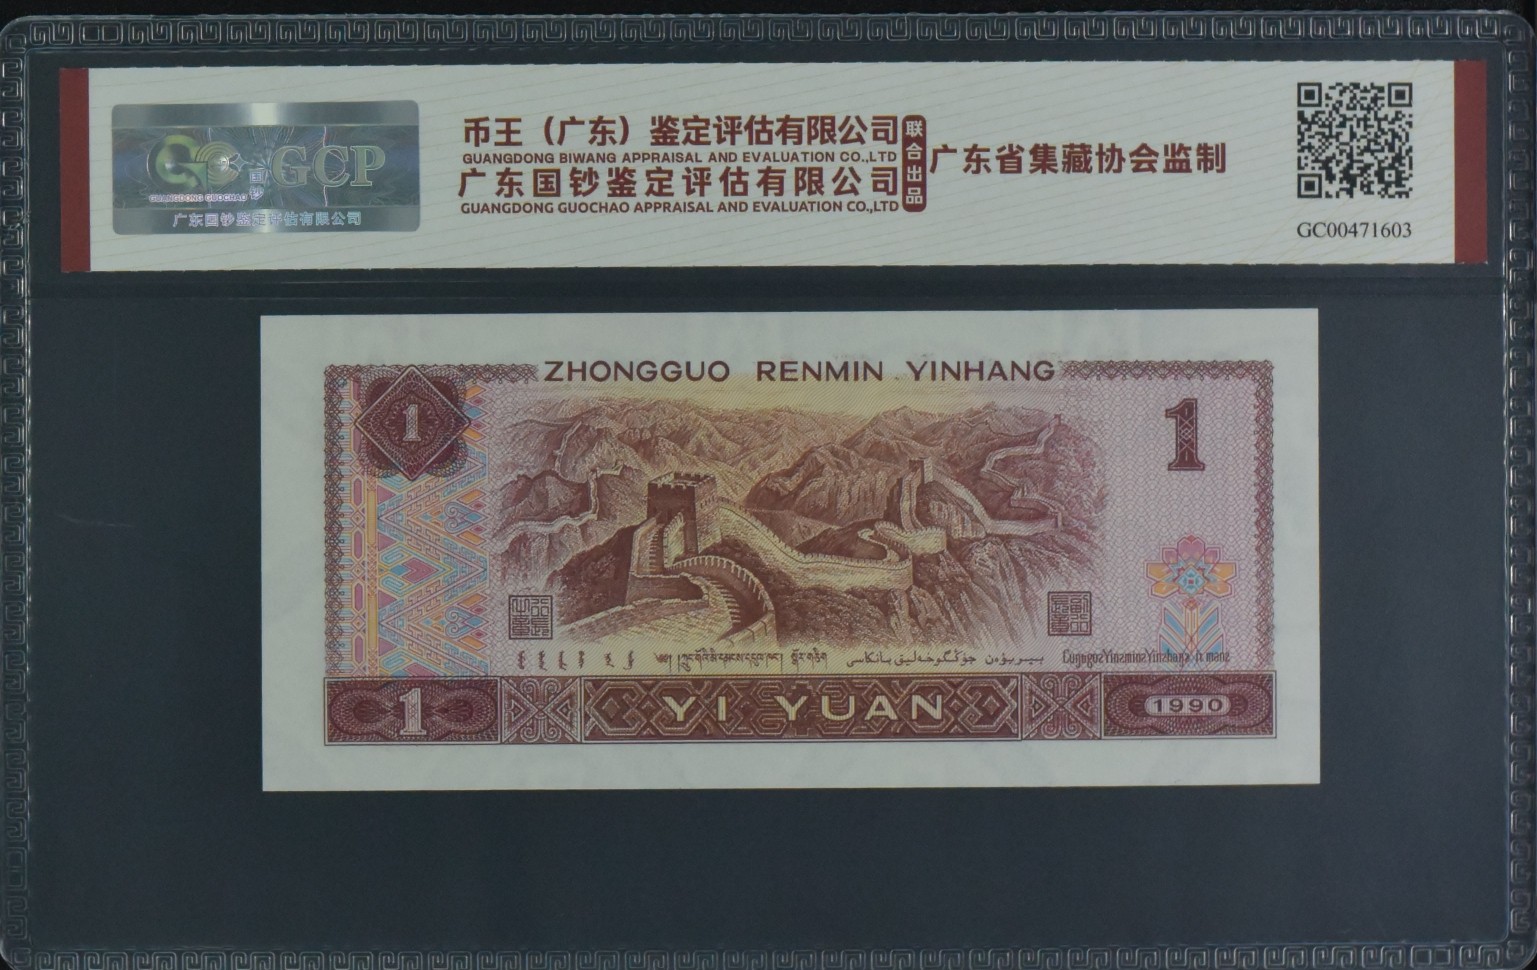 GCP
国钞
GUANGDONG GUOCHAO
广东国钞鉴定评估有限公司
币王（广东）鉴定评估有限公司
GUANGDONG BIWANG APPRAISAL AND EVALUATION CO.,LTD
广东国钞鉴定评估有限公司
GUANGDONG GUOCHAO APPRAISAL AND EVALUATION CO.,LTD
联合出品
广东省集藏协会监制
GC00471603
ZHONGGUO RENMIN YINHANG
1
1
1
YI YUAN
1990